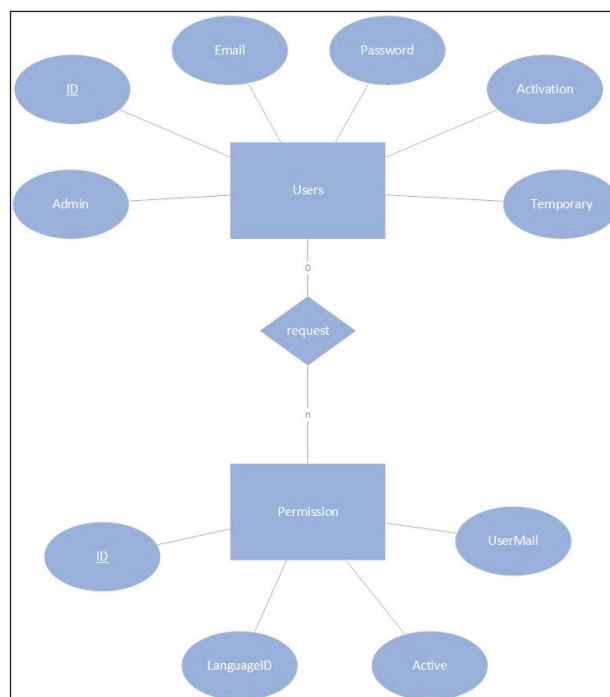 Email
Password
ID
Activation
Users
Admin
Temporary
0
request
n
Permission
UserMail
ID
LanguageID
Active